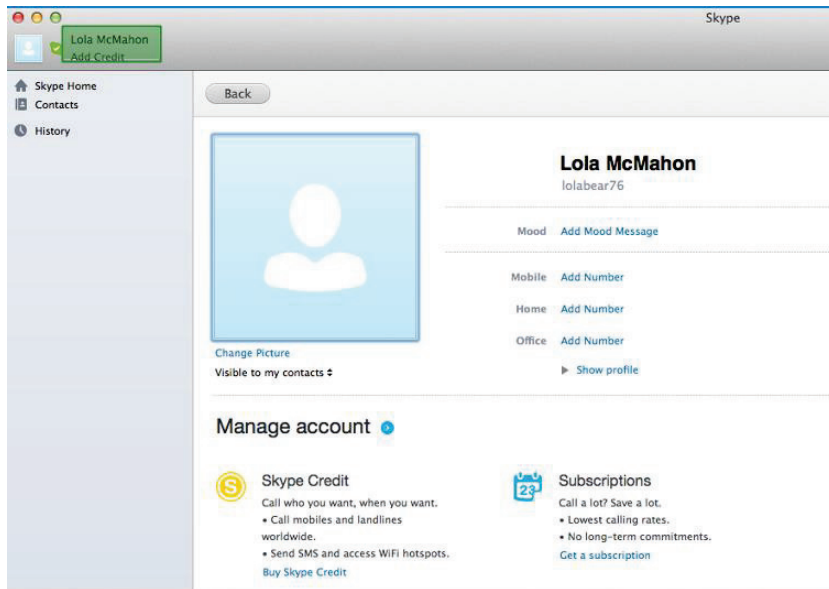 Skype
Lola McMahon
Add Credit
Skype Home
Contacts
History
Back
Lola McMahon
lolabear76
Mood Add Mood Message
Mobile Add Number
Home Add Number
Office Add Number
Show profile
Change Picture
Visible to my contacts
Manage account
S
Skype Credit
Call who you want, when you want.
• Call mobiles and landlines
worldwide.
• Send SMS and access WiFi hotspots.
Buy Skype Credit
23
Subscriptions
Call a lot? Save a lot.
• Lowest calling rates.
• No long-term commitments.
Get a subscription